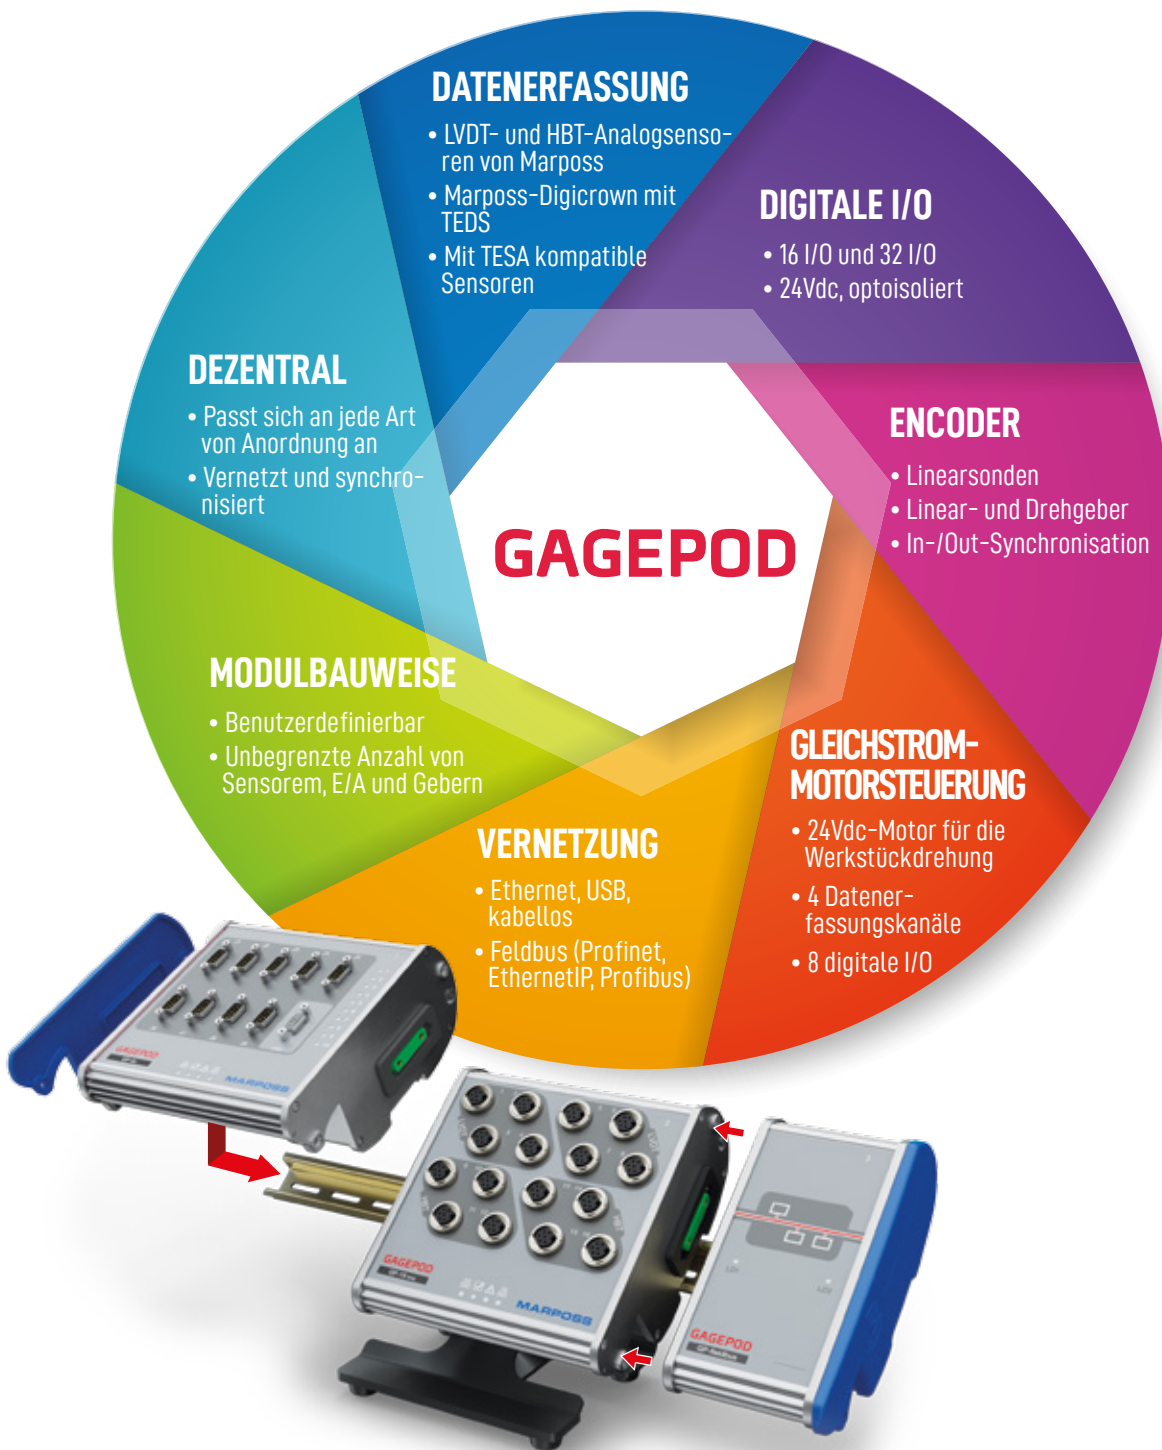 DATENERFASSUNG
• LVDT- und HBT-Analogsenso-
ren von Marposs
• Marposs-Digicrown mit
TEDS
• Mit TESA kompatible
Sensoren
DIGITALE I/O
• 16 I/O und 32 I/O
• 24Vdc, optoisoliert
DEZENTRAL
• Passt sich an jede Art
von Anordnung an
• Vernetzt und synchro-
nisiert
ENCODER
• Linearsonden
• Linear- und Drehgeber
• In-/Out-Synchronisation
GAGEPOD
MODULBAUWEISE
• Benutzerdefinierbar
• Unbegrenzte Anzahl von
Sensorem, E/A und Gebern
GLEICHSTROM-
MOTORSTEUERUNG
• 24Vdc-Motor für die
Werkstückdrehung
• 4 Datener-
fassungskanäle
• 8 digitale I/O
VERNETZUNG
• Ethernet, USB,
kabellos
• Feldbus (Profinet,
EthernetIP, Profibus)
GAGEPOD
MARPOSS
GAGEPOD
MARPOSS
GAGEPOD
GP-fieldbus